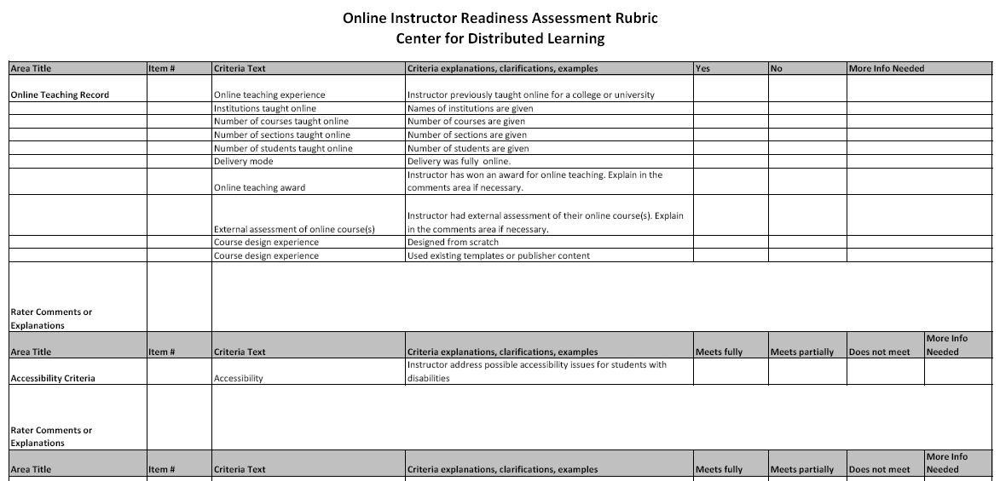 Online Instructor Readiness Assessment Rubric
Center for Distributed Learning
Area Title Item # Criteria Text Criteria explanations, clarifications, examples Yes No More Info Needed
Online Teaching Record Online teaching experience Instructor previously taught online for a college or university
Institutions taught online Names of institutions are given
Number of courses taught online Number of courses are given
Number of sections taught online Number of sections are given
Number of students taught online Number of students are given
Delivery mode Delivery was fully online.
Instructor has won an award for online teaching. Explain in the
Online teaching award comments area if necessary.
Instructor had external assessment of their online course(s). Explain
External assessment of online course(s) in the comments area if necessary.
Course design experience Designed from scratch
Course design experience Used existing templates or publisher content
Rater Comments or
Explanations
More Info
Area Title Item # Criteria Text Criteria explanations, clarifications, examples Meets fully Meets partially Does not meet Needed
Instructor address possible accessibility issues for students with
Accessibility Criteria Accessibility disabilities
Rater Comments or
Explanations
More Info
Area Title Item # Criteria Text Criteria explanations, clarifications, examples Meets fully Meets partially Does not meet Needed